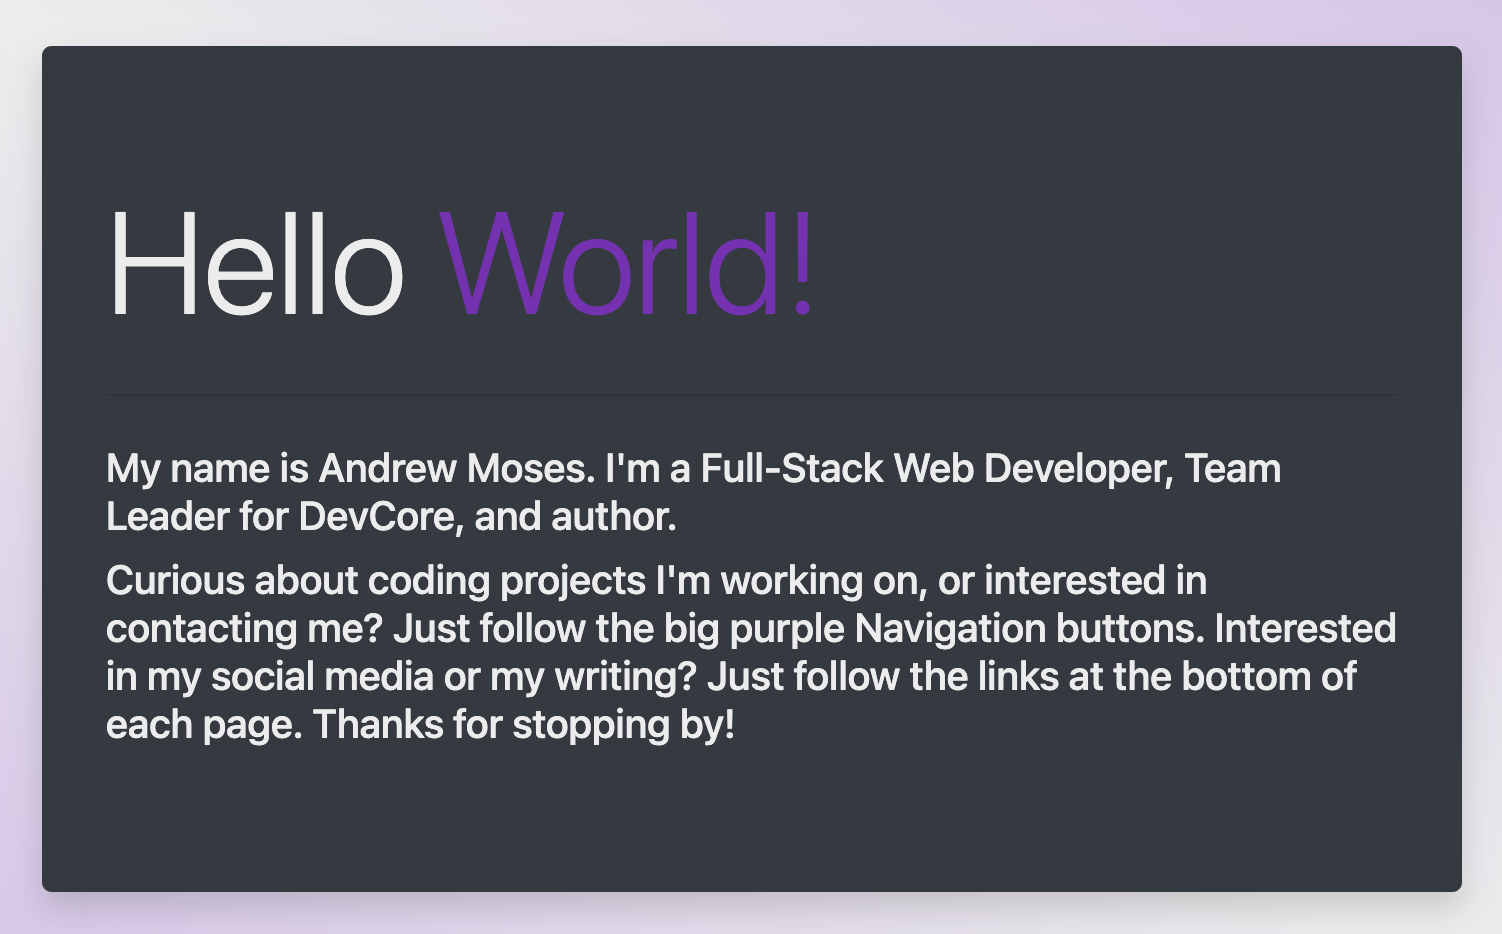 Hello World!
My name is Andrew Moses. I'm a Full-Stack Web Developer, Team
Leader for DevCore, and author.
Curious about coding projects I'm working on, or interested in
contacting me? Just follow the big purple Navigation buttons. Interested
in my social media or my writing? Just follow the links at the bottom of
each page. Thanks for stopping by!